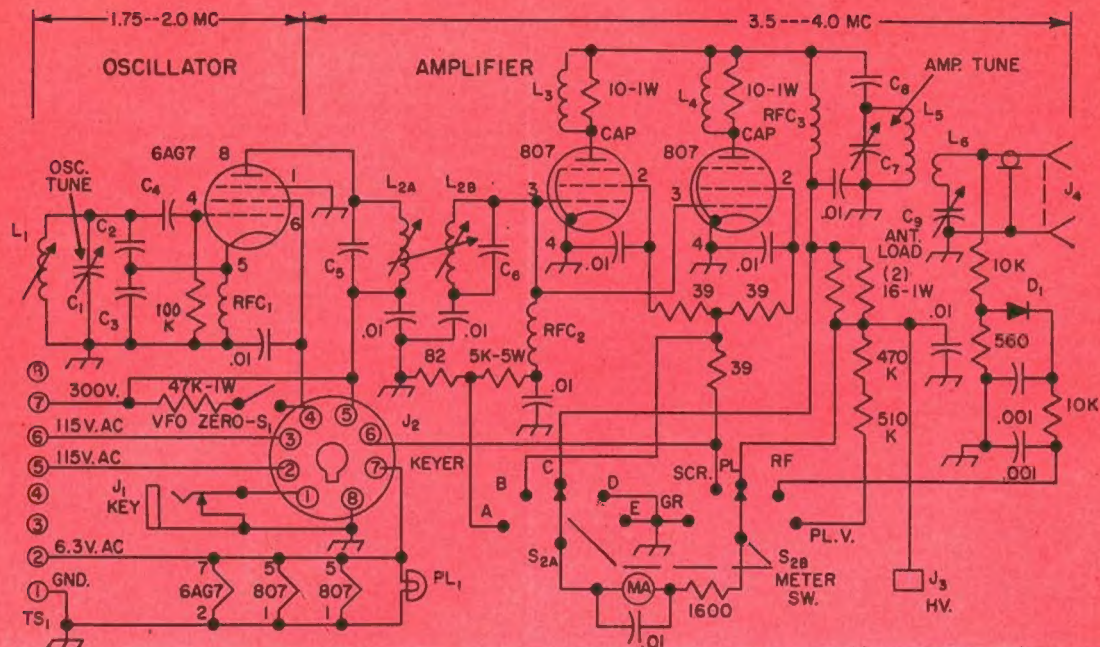 1.75--2.0 MC
3.5---4.0 MC
OSCILLATOR
AMPLIFIER
AMP. TUNE
L3
10-1W
L4
10-1W
RFC3
C8
L5
C7
CAP
CAP
6AG7
8
1
4
6
5
807
3
2
4
807
3
2
4
OSC. TUNE
L1
C1
C2
C3
C4
100 K
RFC1
.01
L2A
L2B
C5
C6
.01
.01
RFC2
.01
.01
.01
.01
L6
J4
C9
ANT. LOAD
(2) 16-1W
10K
D1
560
.01
39
39
39
82
5K-5W
470 K
510 K
.001
.001
10K
8
7
300V.
47K-1W
VFO ZERO-S1
6
115 V. AC
5
115 V. AC
4
3
2
6.3V. AC
1
GND.
TS1
J1
KEY
J2
KEYER
4
5
3
6
2
7
1
8
A
B
C
D
E
GR
SCR.
PL
RF
PL.V.
S2A
S2B
METER SW.
MA
.01
1600
J3
HV.
7
6AG7
2
5
807
1
5
807
1
PL1